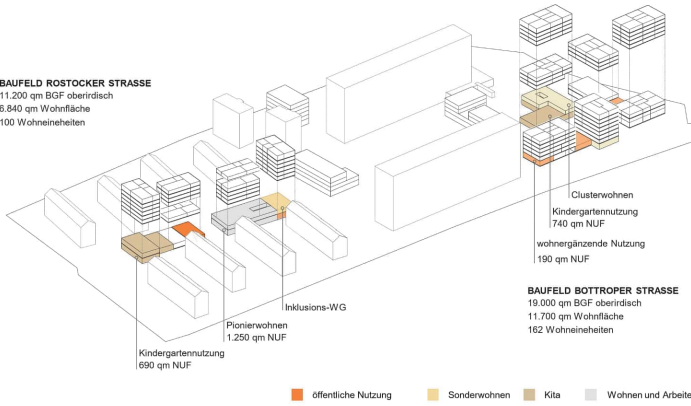 BAUFELD ROSTOCKER STRASSE
11.200 qm BGF oberirdisch
6.840 qm Wohnfläche
100 Wohneineheiten
Clusterwohnen
Kindergartennutzung
740 qm NUF
wohnergänzende Nutzung
190 qm NUF
BAUFELD BOTTROPER STRASSE
19.000 qm BGF oberirdisch
11.700 qm Wohnfläche
162 Wohneineheiten
Inklusions-WG
Pionierwohnen
1.250 qm NUF
Kindergartennutzung
690 qm NUF
öffentliche Nutzung
Sonderwohnen
Kita
Wohnen und Arbeite